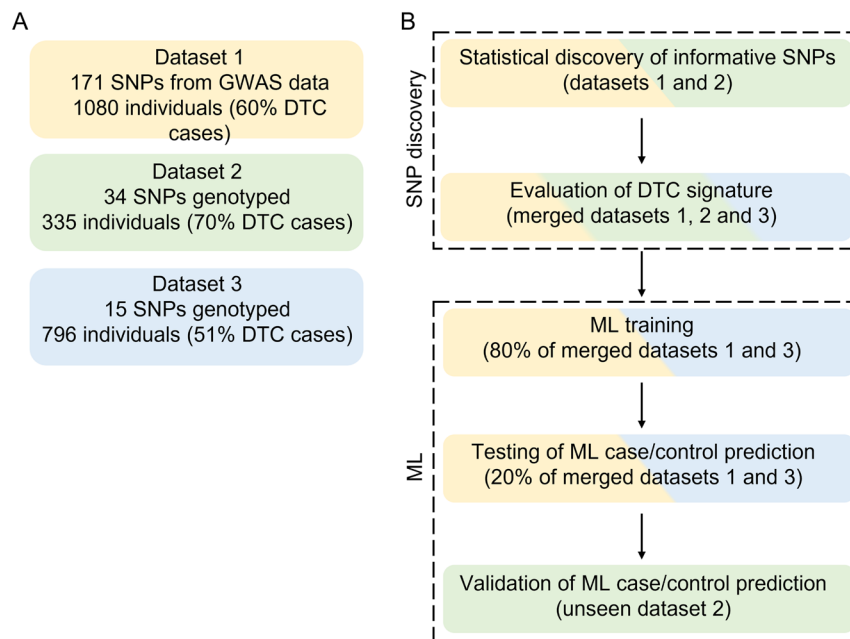 A
Dataset 1
171 SNPs from GWAS data
1080 individuals (60% DTC
cases)
Dataset 2
34 SNPs genotyped
335 individuals (70% DTC cases)
Dataset 3
15 SNPs genotyped
796 individuals (51% DTC cases)
B
SNP discovery
Statistical discovery of informative SNPs
(datasets 1 and 2)
Evaluation of DTC signature
(merged datasets 1, 2 and 3)
ML
ML training
(80% of merged datasets 1 and 3)
Testing of ML case/control prediction
(20% of merged datasets 1 and 3)
Validation of ML case/control prediction
(unseen dataset 2)